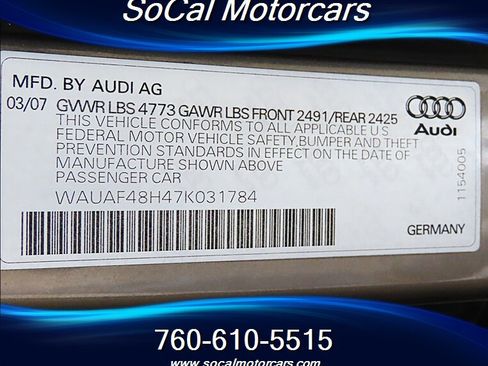 SoCal Motorcars
MFD. BY AUDI AG
03/07 GVWR LBS 4773 GAWR LBS FRONT 2491/REAR 2425
THIS VEHICLE CONFORMS TO ALL APPLICABLE U S
FEDERAL MOTOR VEHICLE SAFETY,BUMPER AND THEFT
PREVENTION STANDARDS IN EFFECT ON THE DATE OF
MANUFACTURE SHOWN ABOVE
PASSENGER CAR
WAUAF48H47K031784
Audi
1154005
GERMANY
760-610-5515
www.socalmotorcars.com